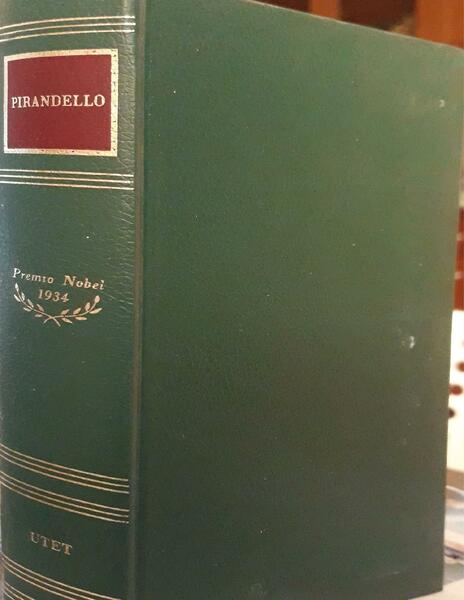 PIRANDELLO
Premio Nobel
1934
UTET